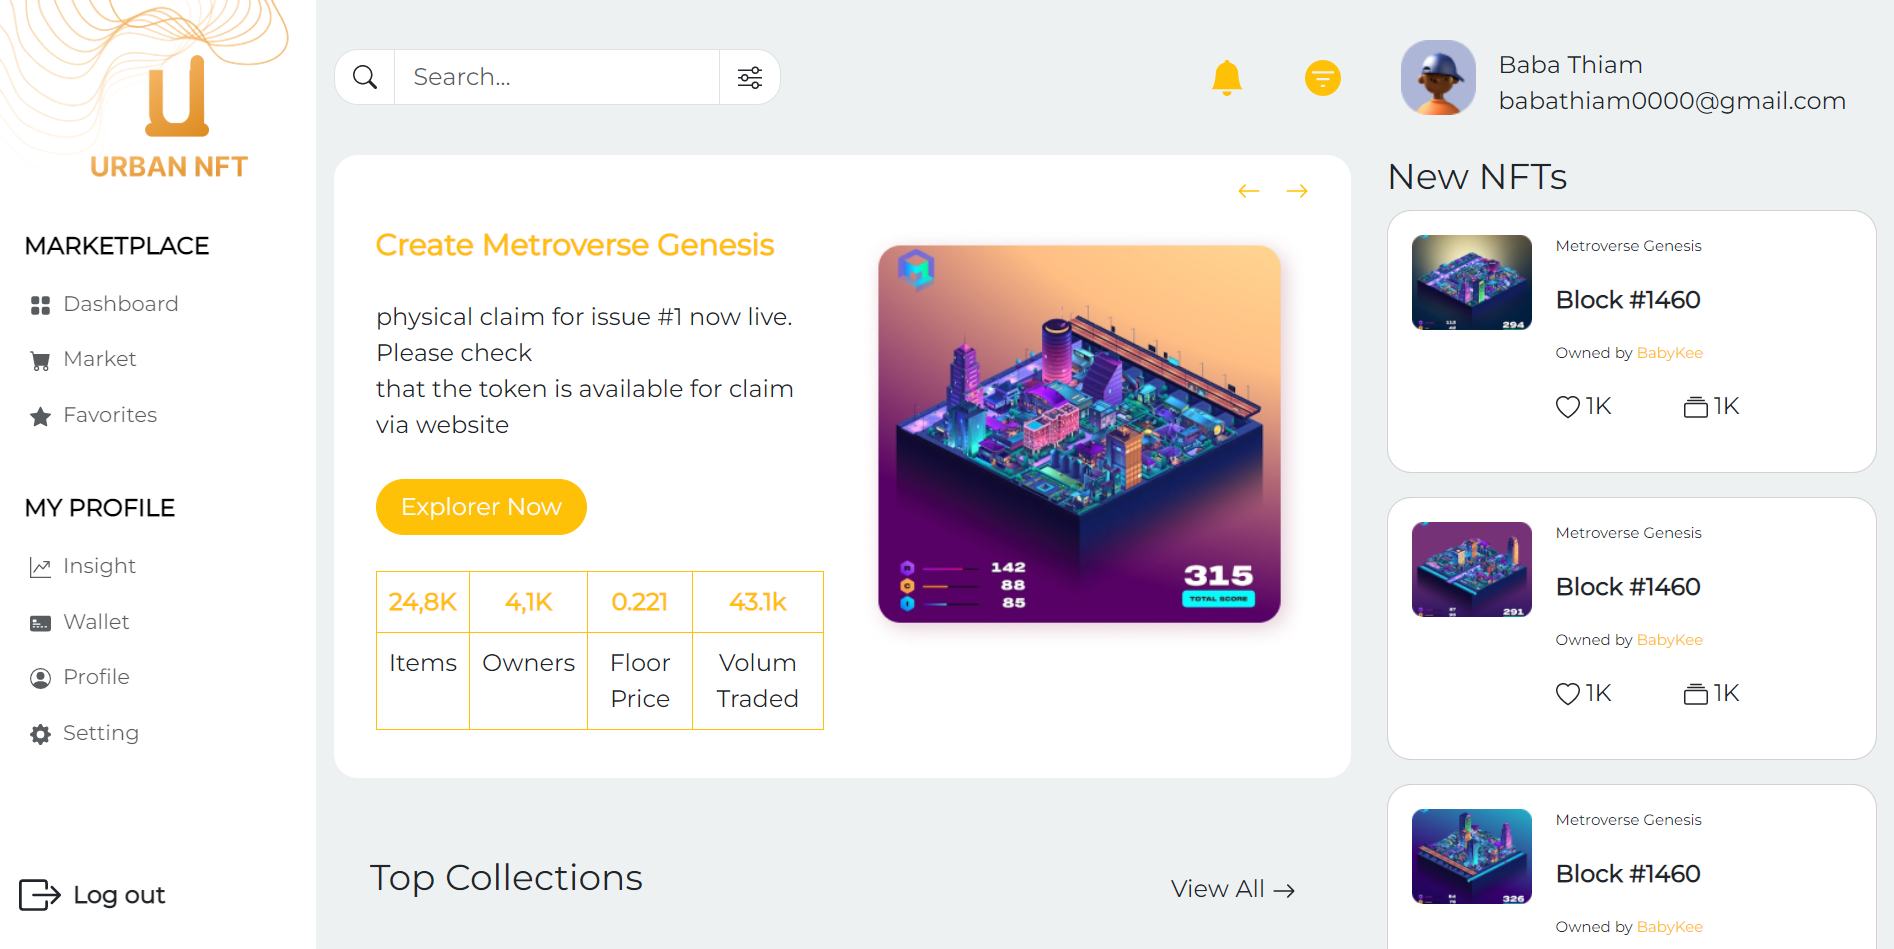 URBAN NFT
MARKETPLACE
Dashboard
Market
Favorites
MY PROFILE
Insight
Wallet
Profile
Setting
Log out
Search...
Baba Thiam
babathiam0000@gmail.com
Create Metroverse Genesis
physical claim for issue #1 now live.
Please check
that the token is available for claim
via website
Explorer Now
24,8K 4,1K 0.221 43.1k
Items Owners Floor Price Volum Traded
142
88
85
315
TOTAL SCORE
Top Collections
View All
New NFTs
Metroverse Genesis
Block #1460
Owned by BabyKee
1K 1K
294
Metroverse Genesis
Block #1460
Owned by BabyKee
1K 1K
291
Metroverse Genesis
Block #1460
Owned by BabyKee
326